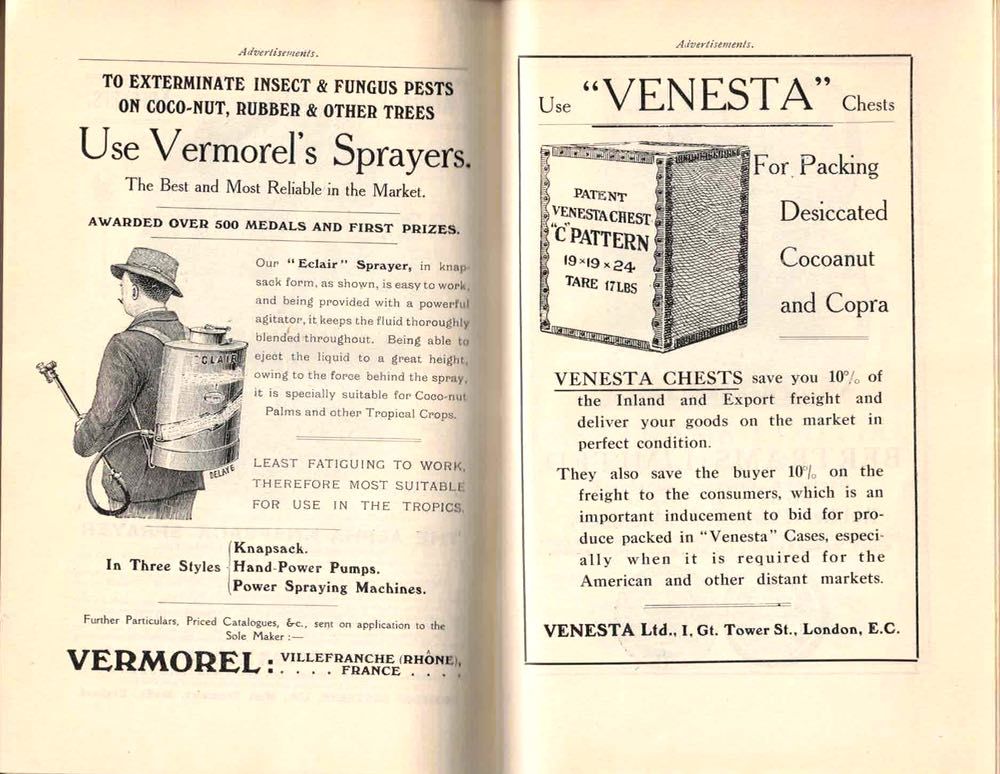 Advertisements.
TO EXTERMINATE INSECT & FUNGUS PESTS
ON COCO-NUT, RUBBER & OTHER TREES
Use Vermorel's Sprayers.
The Best and Most Reliable in the Market.
AWARDED OVER 500 MEDALS AND FIRST PRIZES.
Our "Eclair" Sprayer, in knap-
sack form, as shown, is easy to work,
and being provided with a powerful
agitator, it keeps the fluid thoroughly
blended throughout. Being able to
eject the liquid to a great height,
owing to the force behind the spray,
it is specially suitable for Coco-nut
Palms and other Tropical Crops.
ECLAIR
LEAST FATIGUING TO WORK,
THEREFORE MOST SUITABLE
FOR USE IN THE TROPICS.
DELAYE
In Three Styles
Knapsack.
Hand-Power Pumps.
Power Spraying Machines.
Further Particulars, Priced Catalogues, &c., sent on application to the
Sole Maker :—
VERMOREL: VILLEFRANCHE (RHÔNE),
. . . . FRANCE . . . .
Advertisements.
Use "VENESTA" Chests
PATENT
VENESTA CHEST
"C" PATTERN
19 × 19 × 24
TARE 17 LBS
For Packing
Desiccated
Cocoanut
and Copra
VENESTA CHESTS save you 10% of
the Inland and Export freight and
deliver your goods on the market in
perfect condition.
They also save the buyer 10% on the
freight to the consumers, which is an
important inducement to bid for pro-
duce packed in "Venesta" Cases, especi-
ally when it is required for the
American and other distant markets.
VENESTA Ltd., 1, Gt. Tower St., London, E.C.